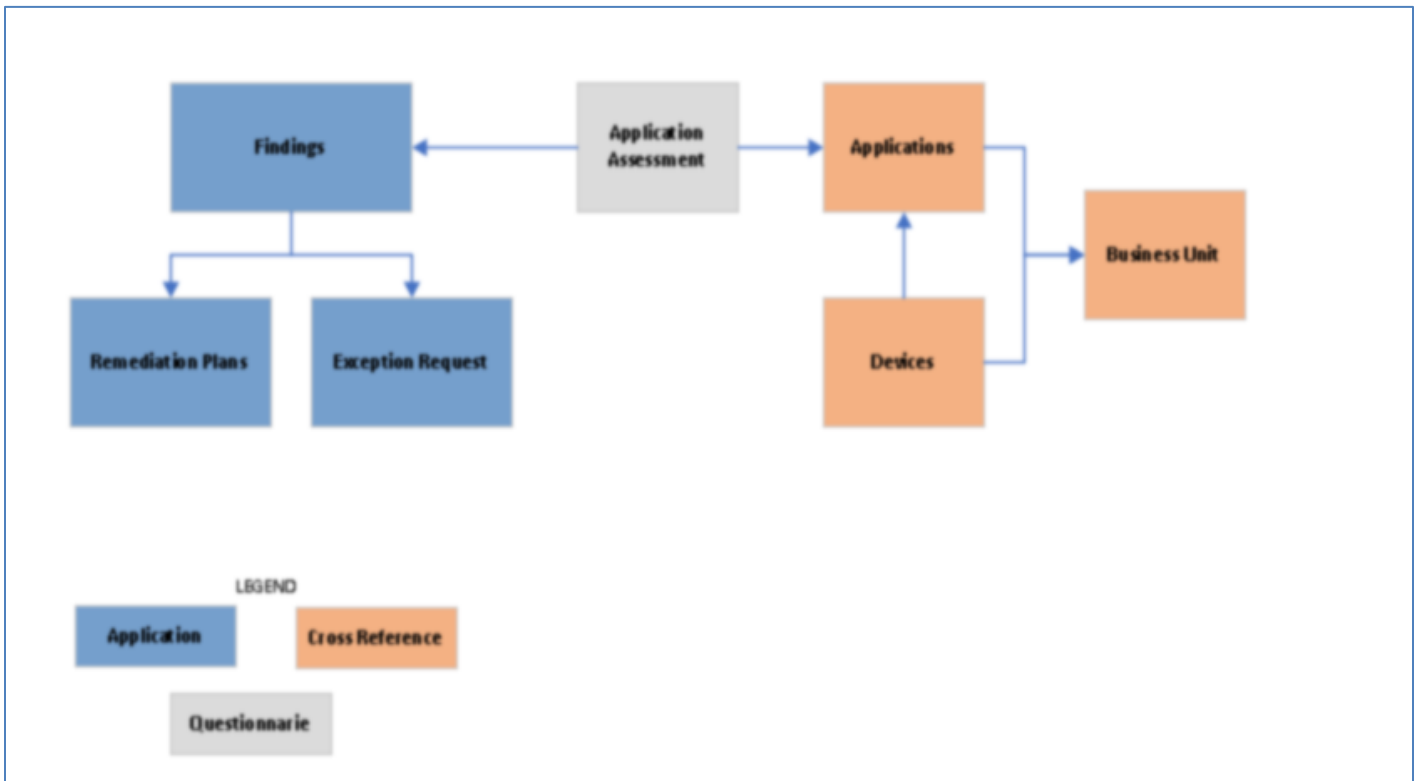 Findings
Application
Assessment
Applications
Business Unit
Remediation Plans
Exception Request
Devices
LEGEND
Application
Cross Reference
Questionnarie